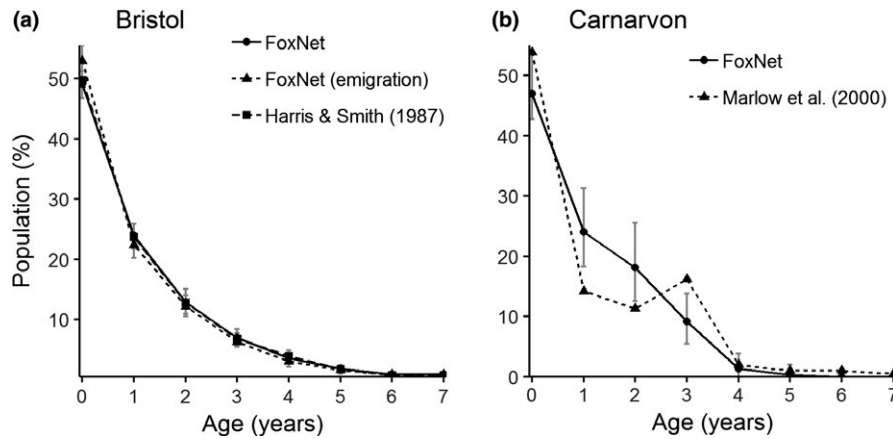 (a) Bristol
FoxNet
FoxNet (emigration)
Harris & Smith (1987)
Population (%)
50
40
30
20
10
0 1 2 3 4 5 6 7
Age (years)
(b) Carnarvon
FoxNet
Marlow et al. (2000)
50
40
30
20
10
0
0 1 2 3 4 5 6 7
Age (years)